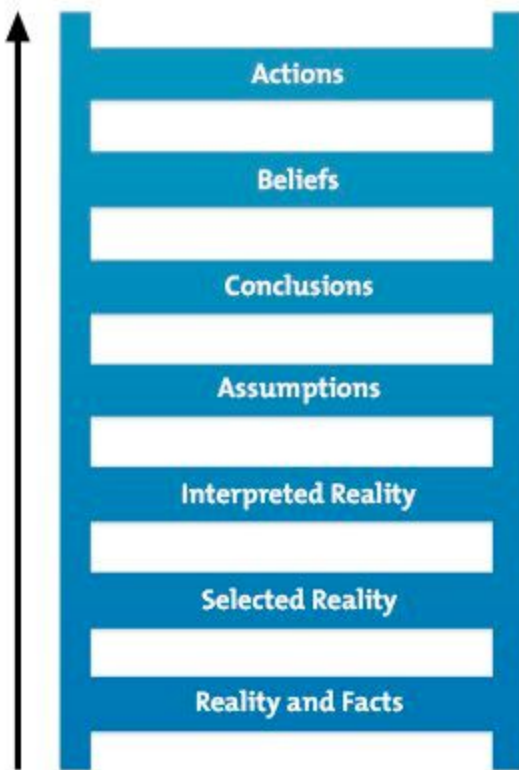 Actions
Beliefs
Conclusions
Assumptions
Interpreted Reality
Selected Reality
Reality and Facts